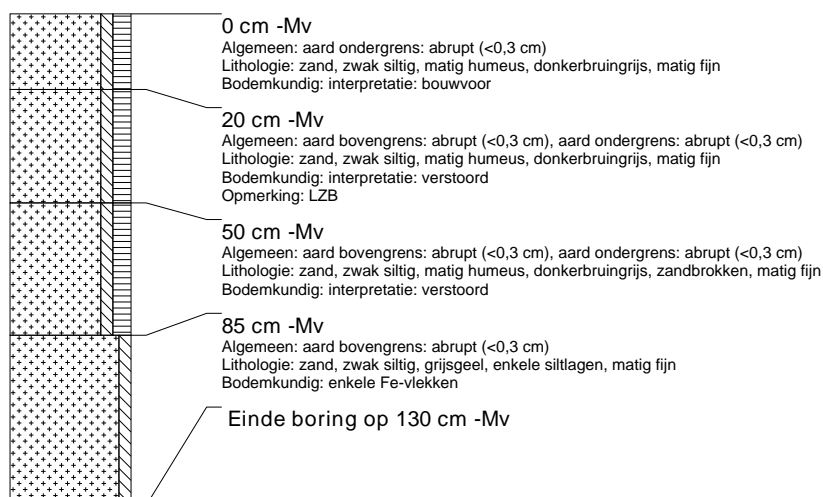 0 cm -Mv
Algemeen: aard ondergrens: abrupt (<0,3 cm)
Lithologie: zand, zwak siltig, matig humeus, donkerbruingrijs, matig fijn
Bodemkundig: interpretatie: bouwvoor
20 cm -Mv
Algemeen: aard bovengrens: abrupt (<0,3 cm), aard ondergrens: abrupt (<0,3 cm)
Lithologie: zand, zwak siltig, matig humeus, donkerbruingrijs, matig fijn
Bodemkundig: interpretatie: verstoord
Opmerking: LZB
50 cm -Mv
Algemeen: aard bovengrens: abrupt (<0,3 cm), aard ondergrens: abrupt (<0,3 cm)
Lithologie: zand, zwak siltig, matig humeus, donkerbruingrijs, zandbrokken, matig fijn
Bodemkundig: interpretatie: verstoord
85 cm -Mv
Algemeen: aard bovengrens: abrupt (<0,3 cm)
Lithologie: zand, zwak siltig, grijsgeel, enkele siltlagen, matig fijn
Bodemkundig: enkele Fe-vlekken
Einde boring op 130 cm -Mv